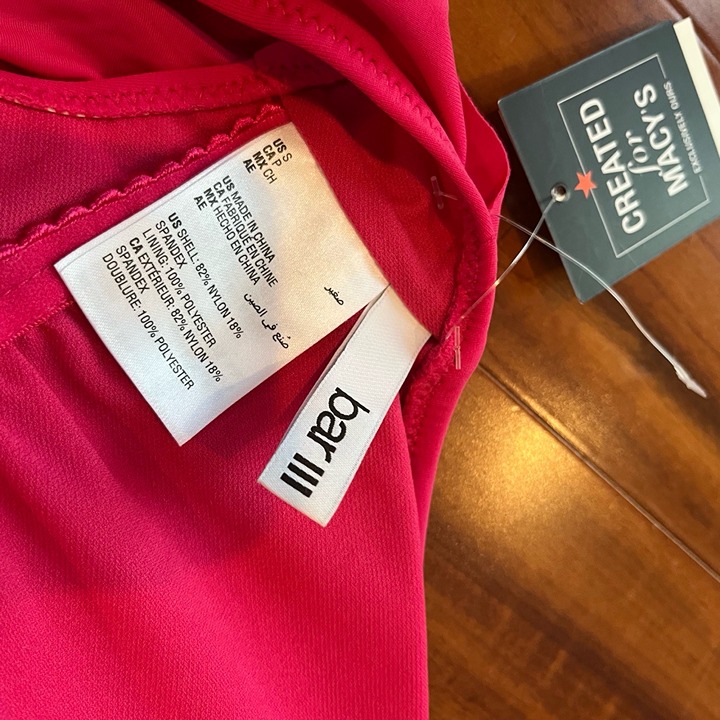 US S
CA P
MX CH
AE
صغير
US MADE IN CHINA
CA FABRIQUÉ EN CHINE
MX HECHO EN CHINA
AE
صُنع في الصين
US SHELL: 82% NYLON 18%
SPANDEX
LINING: 100% POLYESTER
CA EXTÉRIEUR: 82% NYLON 18%
SPANDEX
DOUBLURE: 100% POLYESTER
bar III
CREATED
for
MACY'S
EXCLUSIVELY OURS